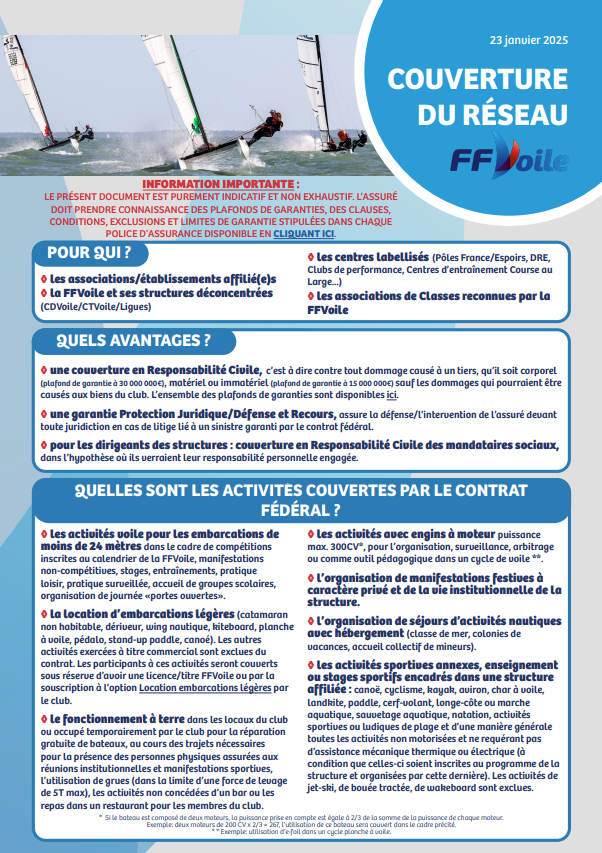 23 janvier 2025
COUVERTURE
DU RÉSEAU
FFVoile
INFORMATION IMPORTANTE :
LE PRÉSENT DOCUMENT EST PUREMENT INDICATIF ET NON EXHAUSTIF. L'ASSURÉ
DOIT PRENDRE CONNAISSANCE DES PLAFONDS DE GARANTIES, DES CLAUSES,
CONDITIONS, EXCLUSIONS ET LIMITES DE GARANTIE STIPULÉES DANS CHAQUE
POLICE D'ASSURANCE DISPONIBLE EN CLIQUANT ICI.
POUR QUI ?
◊ les associations/établissements affilié(e)s
◊ la FFVoile et ses structures déconcentrées
(CDVoile/CTVoile/Ligues)
◊ les centres labellisés (Pôles France/Espoirs, DRE,
Clubs de performance, Centres d'entraînement Course au
Large...)
◊ les associations de Classes reconnues par la
FFVoile
QUELS AVANTAGES ?
◊ une couverture en Responsabilité Civile, c'est à dire contre tout dommage causé à un tiers, qu'il soit corporel
(plafond de garantie à 30 000 000€), matériel ou immatériel (plafond de garantie à 15 000 000€) sauf les dommages qui pourraient être
causés aux biens du club. L'ensemble des plafonds de garanties sont disponibles ici.
◊ une garantie Protection Juridique/Défense et Recours, assure la défense/l'intervention de l'assuré devant
toute juridiction en cas de litige lié à un sinistre garanti par le contrat fédéral.
◊ pour les dirigeants des structures : couverture en Responsabilité Civile des mandataires sociaux,
dans l'hypothèse où ils verraient leur responsabilité personnelle engagée.
QUELLES SONT LES ACTIVITÉS COUVERTES PAR LE CONTRAT
FÉDÉRAL ?
◊ les activités voile pour les embarcations de
moins de 24 mètres dans le cadre de compétitions
inscrites au calendrier de la FFVoile, manifestations
non-compétitives, stages, entraînements, pratique
loisir, pratique surveillée, accueil de groupes scolaires,
organisation de journée «portes ouvertes».
◊ la location d'embarcations légères (catamaran
non habitable, dériveur, wing nautique, kiteboard, planche
à voile, pédalo, stand-up paddle, canoë). Les autres
activités exercées à titre commercial sont exclues du
contrat. Les participants à ces activités seront couverts
sous réserve d'avoir une licence/titre FFVoile ou par la
souscription à l'option Location embarcations légères par
le club.
◊ le fonctionnement à terre dans les locaux du club
ou occupé temporairement par le club pour la réparation
gratuite de bateaux, au cours des trajets nécessaires
pour la présence des personnes physiques assurées aux
réunions institutionnelles et manifestations sportives,
l'utilisation de grues (dans la limite d'une force de levage
de 5T max), les activités non concédées d'un bar ou les
repas dans un restaurant pour les membres du club.
◊ les activités avec engins à moteur puissance
max. 300CV*, pour l'organisation, surveillance, arbitrage
ou comme outil pédagogique dans un cycle de voile **.
◊ l'organisation de manifestations festives à
caractère privé et de la vie institutionnelle de la
structure.
◊ l'organisation de séjours d'activités nautiques
avec hébergement (classe de mer, colonies de
vacances, accueil collectif de mineurs).
◊ les activités sportives annexes, enseignement
ou stages sportifs encadrés dans une structure
affiliée : canoë, cyclisme, kayak, aviron, char à voile,
landkite, paddle, cerf-volant, longe-côte ou marche
aquatique, sauvetage aquatique, natation, activités
sportives ou ludiques de plage et d'une manière générale
toutes les activités non motorisées et ne requérant pas
d'assistance mécanique thermique ou électrique (à
condition que celles-ci soient inscrites au programme de la
structure et organisées par cette dernière). Les activités de
jet-ski, de bouée tractée, de wakeboard sont exclues.
* Si le bateau est composé de deux moteurs, la puissance prise en compte est égale à 2/3 de la somme de la puissance de chaque moteur.
Exemple: deux moteurs de 200 CV x 2/3 = 267, l'utilisation de ce bateau sera couvert dans le cadre précité.
** Exemple: utilisation d'e-foil dans un cycle planche à voile.